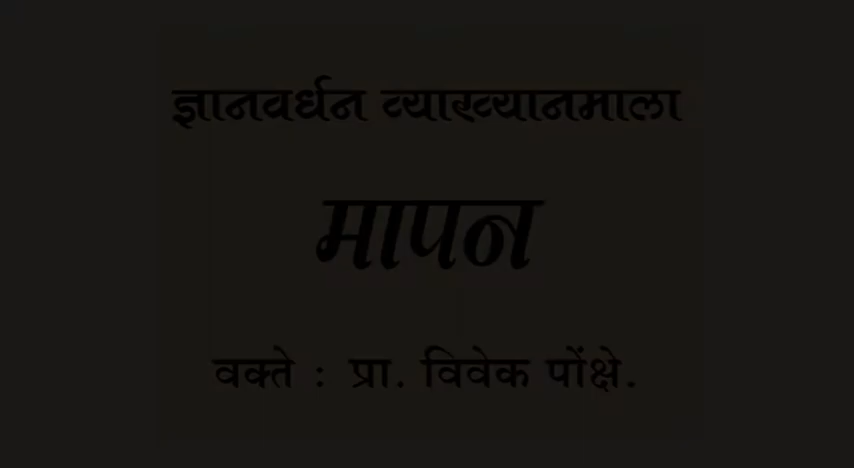 ज्ञानवर्धन व्याख्यानमाला
मापन
वक्ते : प्रा. विवेक पोंक्षे.